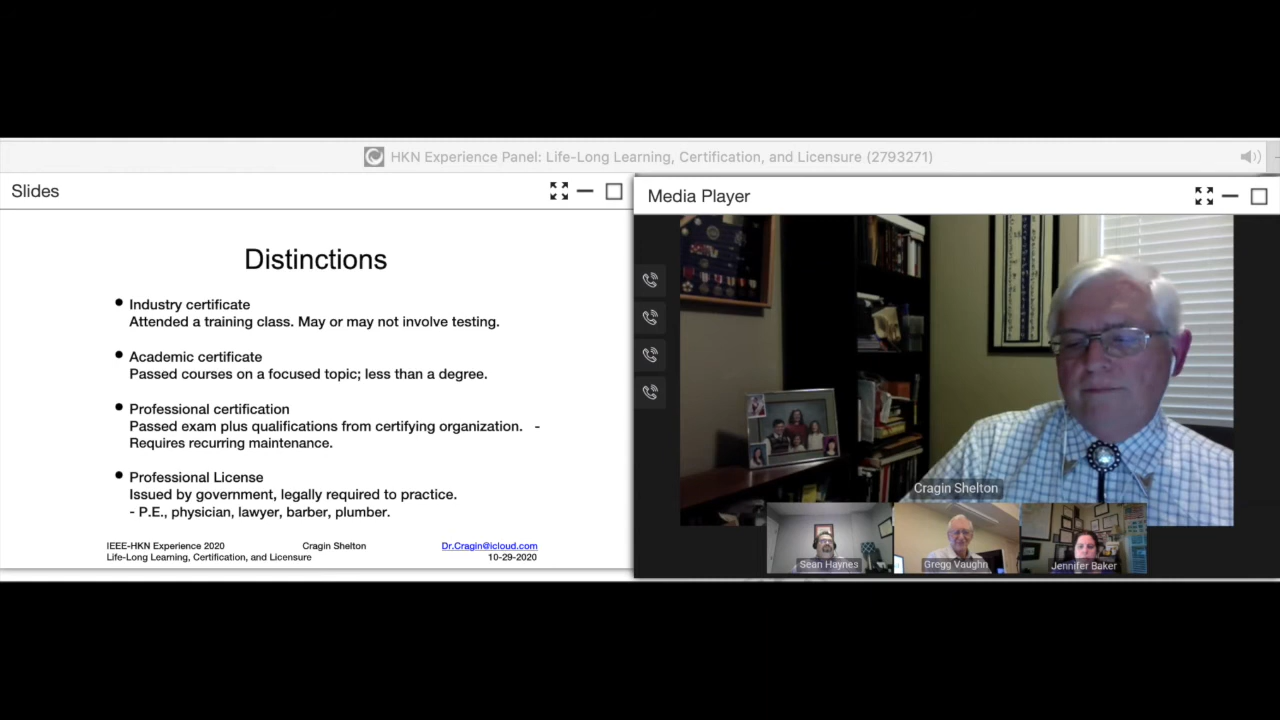 HKN Experience Panel: Life-Long Learning, Certification, and Licensure (2793271)
Slides
Distinctions
● Industry certificate
Attended a training class. May or may not involve testing.
● Academic certificate
Passed courses on a focused topic; less than a degree.
● Professional certification
Passed exam plus qualifications from certifying organization. -
Requires recurring maintenance.
● Professional License
Issued by government, legally required to practice.
- P.E., physician, lawyer, barber, plumber.
IEEE-HKN Experience 2020 Cragin Shelton Dr.Cragin@icloud.com
Life-Long Learning, Certification, and Licensure 10-29-2020
Media Player
Cragin Shelton
Sean Haynes Gregg Vaughn Jennifer Baker